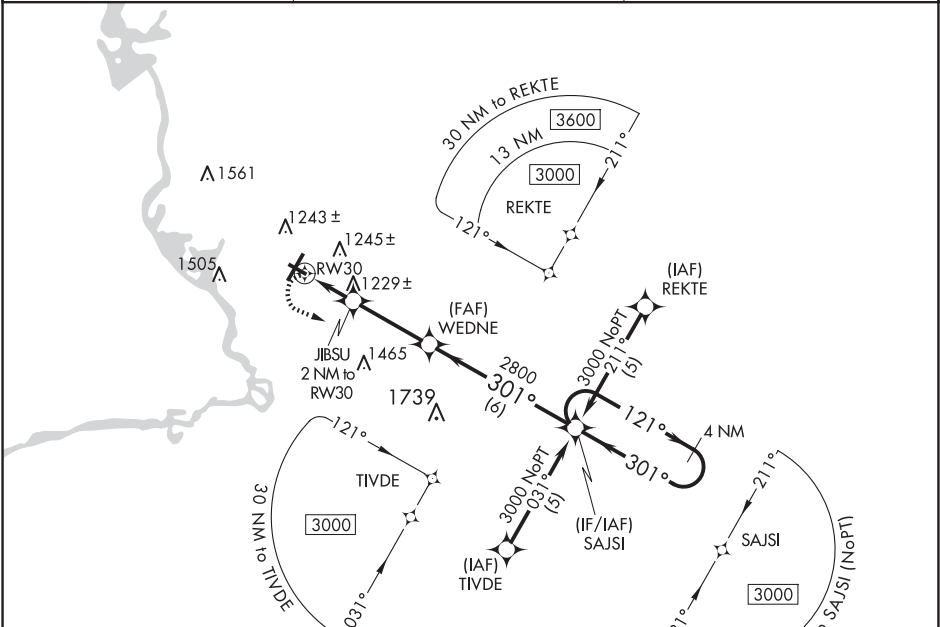 30 NM to REKTE
3600
13 NM
211°
3000
REKTE
121°
1561
1243 ±
1245±
1505
RW30
1229±
(IAF)
REKTE
(FAF)
WEDNE
3000 NoPT
211°
(5)
JIBSU
2 NM to
RW30
1465
2800
301°
(6)
1739
121°
4 NM
301°
121°
TIVDE
3000 NoPT
031°
(5)
211°
30 NM to TIVDE
3000
(IF/IAF)
SAJSI
SAJSI
(IAF)
TIVDE
031°
3000
SAJSI (NoPT)